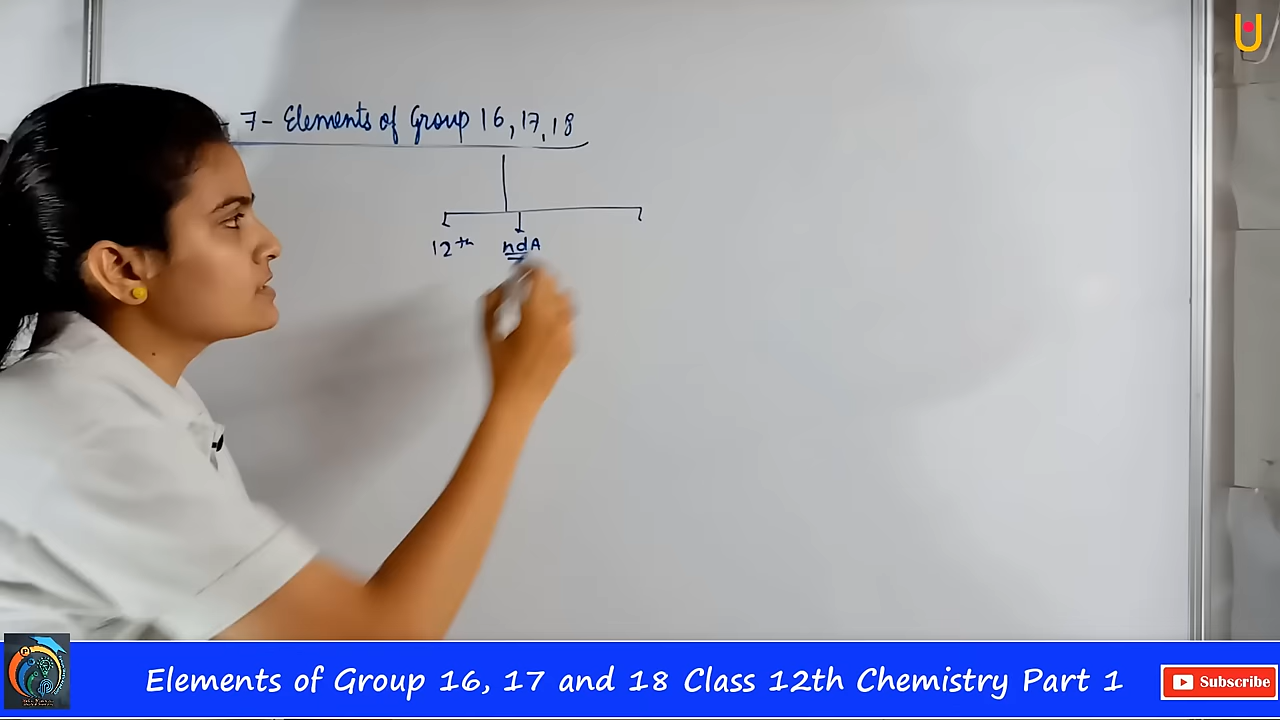 - 7 - Elements of Group 16, 17, 18
12th ndA
Elements of Group 16, 17 and 18 Class 12th Chemistry Part 1
Subscribe